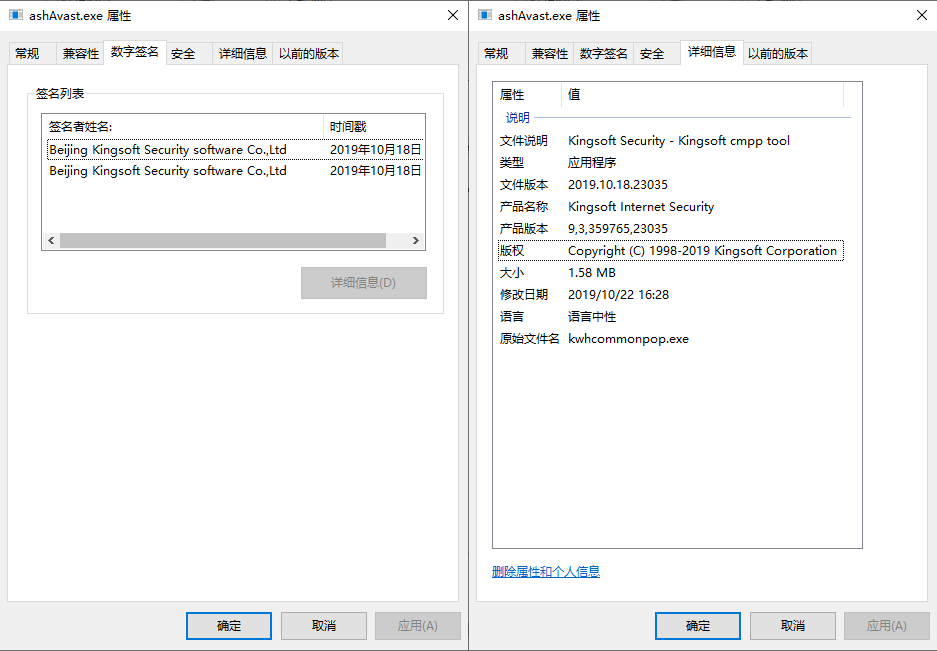 ashAvast.exe 属性
常规 兼容性 数字签名 安全 详细信息 以前的版本
签名列表
签名者姓名: 时间戳
Beijing Kingsoft Security software Co.,Ltd 2019年10月18日
Beijing Kingsoft Security software Co.,Ltd 2019年10月18日
详细信息(D)
确定 取消 应用(A)
ashAvast.exe 属性
常规 兼容性 数字签名 安全 详细信息 以前的版本
属性 值
说明
文件说明 Kingsoft Security - Kingsoft cmpp tool
类型 应用程序
文件版本 2019.10.18.23035
产品名称 Kingsoft Internet Security
产品版本 9,3,359765,23035
版权 Copyright (C) 1998-2019 Kingsoft Corporation
大小 1.58 MB
修改日期 2019/10/22 16:28
语言 语言中性
原始文件名 kwhcommonpop.exe
删除属性和个人信息
确定 取消 应用(A)